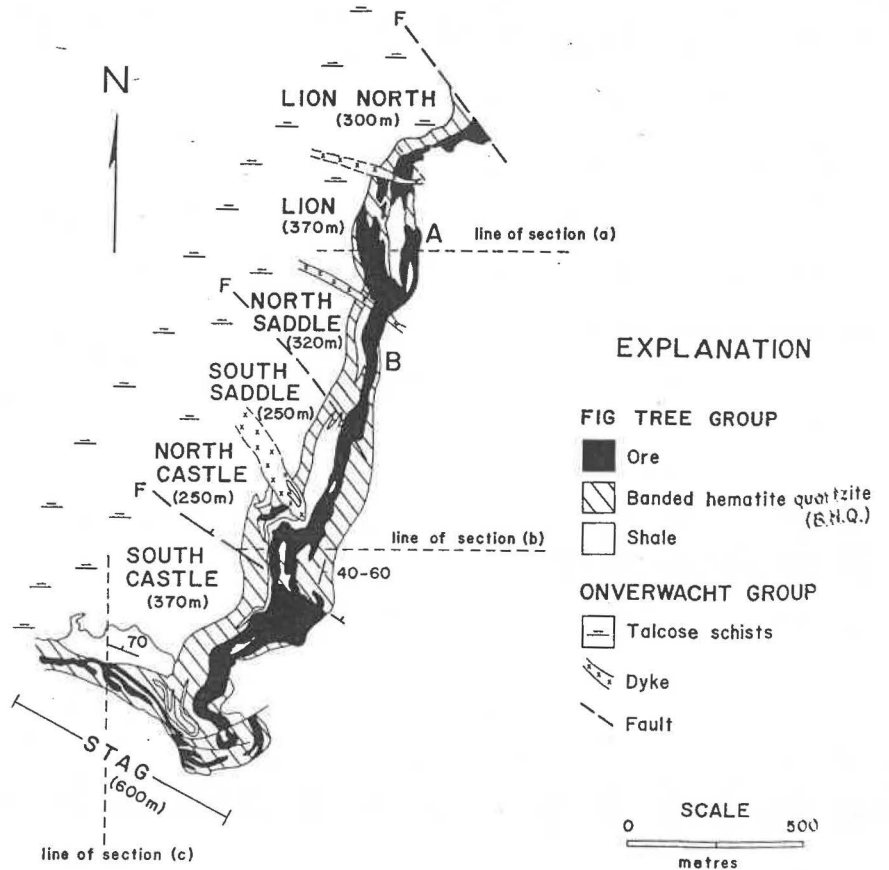 F
N
LION NORTH
(300m)
LION
(370m)
A
line of section (a)
F
NORTH
SADDLE
(320m)
B
SOUTH
SADDLE
(250m)
NORTH
CASTLE
(250m)
F
line of section (b)
SOUTH
CASTLE
(370m)
40-60
70
STAG
(600m)
line of section (c)
EXPLANATION
FIG TREE GROUP
Ore
Banded hematite quartzite
(B.H.Q.)
Shale
ONVERWACHT GROUP
Talcose schists
Dyke
Fault
SCALE
0 500
metres